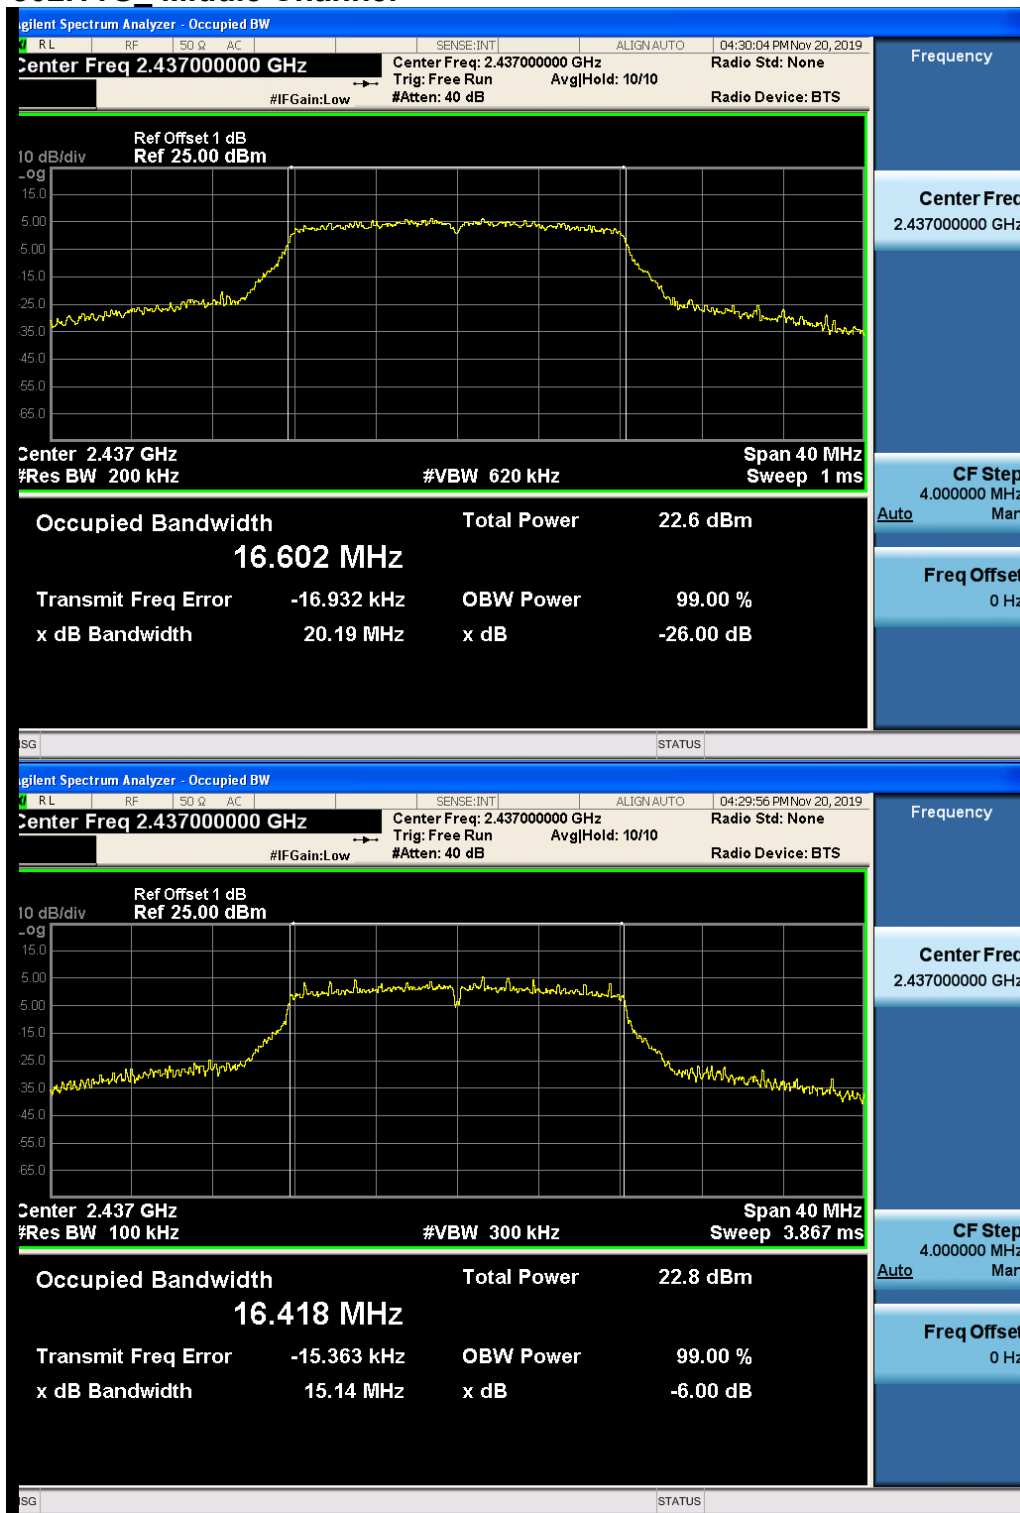 Agilent Spectrum Analyzer - Occupied BW
RL RF 50 Ω AC SENSE:INT ALIGN AUTO 04:30:04 PM Nov 20, 2019
Center Freq 2.437000000 GHz
Center Freq: 2.437000000 GHz
Radio Std: None
Trig: Free Run Avg|Hold: 10/10
#IFGain:Low
#Atten: 40 dB
Radio Device: BTS
Frequency
Ref Offset 1 dB
10 dB/div Ref 25.00 dBm
Log
15.0
5.00
-5.00
-15.0
-25.0
-35.0
-45.0
-55.0
-65.0
Center 2.437 GHz Span 40 MHz
#Res BW 200 kHz #VBW 620 kHz Sweep 1 ms
Center Freq
2.437000000 GHz
CF Step
4.000000 MHz
Auto Man
Freq Offset
0 Hz
Occupied Bandwidth Total Power 22.6 dBm
16.602 MHz
Transmit Freq Error -16.932 kHz OBW Power 99.00 %
x dB Bandwidth 20.19 MHz x dB -26.00 dB
MSG STATUS
Agilent Spectrum Analyzer - Occupied BW
RL RF 50 Ω AC SENSE:INT ALIGN AUTO 04:29:56 PM Nov 20, 2019
Center Freq 2.437000000 GHz
Center Freq: 2.437000000 GHz
Radio Std: None
Trig: Free Run Avg|Hold: 10/10
#IFGain:Low
#Atten: 40 dB
Radio Device: BTS
Frequency
Ref Offset 1 dB
10 dB/div Ref 25.00 dBm
Log
15.0
5.00
-5.00
-15.0
-25.0
-35.0
-45.0
-55.0
-65.0
Center 2.437 GHz Span 40 MHz
#Res BW 100 kHz #VBW 300 kHz Sweep 3.867 ms
Center Freq
2.437000000 GHz
CF Step
4.000000 MHz
Auto Man
Freq Offset
0 Hz
Occupied Bandwidth Total Power 22.8 dBm
16.418 MHz
Transmit Freq Error -15.363 kHz OBW Power 99.00 %
x dB Bandwidth 15.14 MHz x dB -6.00 dB
MSG STATUS